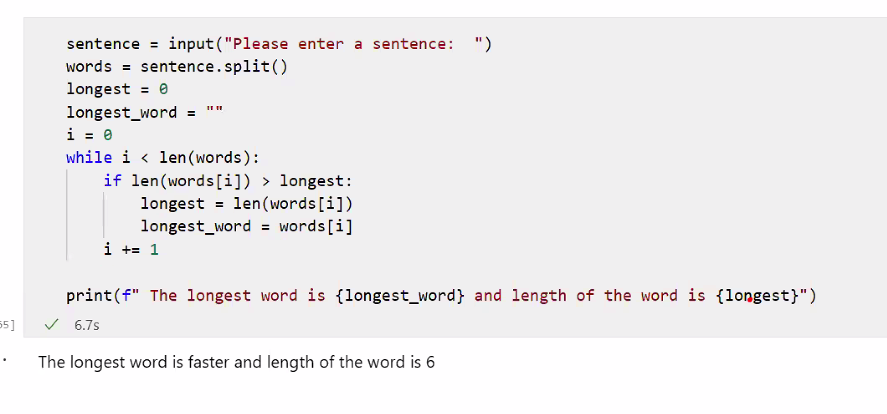 sentence = input("Please enter a sentence:  ")
words = sentence.split()
longest = 0
longest_word = ""
i = 0
while i < len(words):
    if len(words[i]) > longest:
        longest = len(words[i])
        longest_word = words[i]
    i += 1

print(f" The longest word is {longest_word} and length of the word is {longest}")
55] ✓ 6.7s
The longest word is faster and length of the word is 6